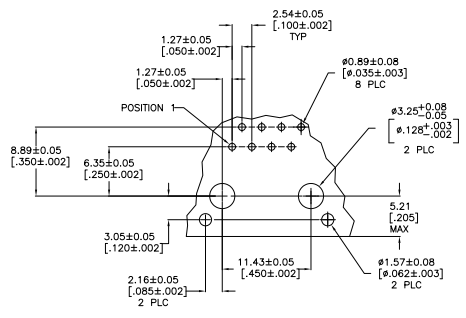 2.54±0.05
[.100±.002]
TYP
1.27±0.05
[.050±.002]
1.27±0.05
[.050±.002]
ø0.89±0.08
[ø.035±.003]
8 PLC
POSITION 1
ø3.25+0.08
-0.05
[ø.128+.003
-.002]
2 PLC
8.89±0.05
[.350±.002]
6.35±0.05
[.250±.002]
5.21
[.205]
MAX
3.05±0.05
[.120±.002]
11.43±0.05
[.450±.002]
ø1.57±0.08
[ø.062±.003]
2 PLC
2.16±0.05
[.085±.002]
2 PLC